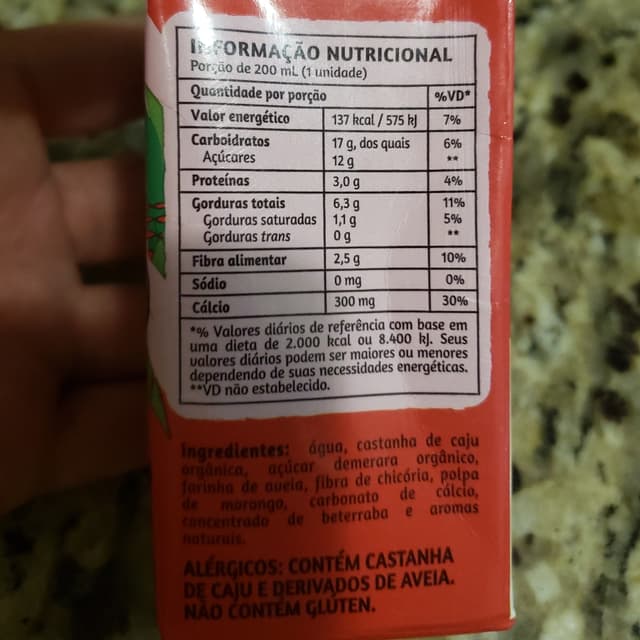 INFORMAÇÃO NUTRICIONAL
Porção de 200 mL (1 unidade)
Quantidade por porção %VD*
Valor energético 137 kcal / 575 kJ 7%
Carboidratos 17 g, dos quais 6%
Açúcares 12 g **
Proteínas 3,0 g 4%
Gorduras totais 6,3 g 11%
Gorduras saturadas 1,1 g 5%
Gorduras trans 0 g **
Fibra alimentar 2,5 g 10%
Sódio 0 mg 0%
Cálcio 300 mg 30%
*% Valores diários de referência com base em
uma dieta de 2.000 kcal ou 8.400 kJ. Seus
valores diários podem ser maiores ou menores
dependendo de suas necessidades energéticas.
**VD não estabelecido.
Ingredientes: água, castanha de caju
orgânica, açúcar demerara orgânico,
farinha de aveia, fibra de chicória, polpa
de morango, carbonato de cálcio,
concentrado de beterraba e aromas
naturais.
ALÉRGICOS: CONTÉM CASTANHA
DE CAJU E DERIVADOS DE AVEIA.
NÃO CONTÉM GLÚTEN.